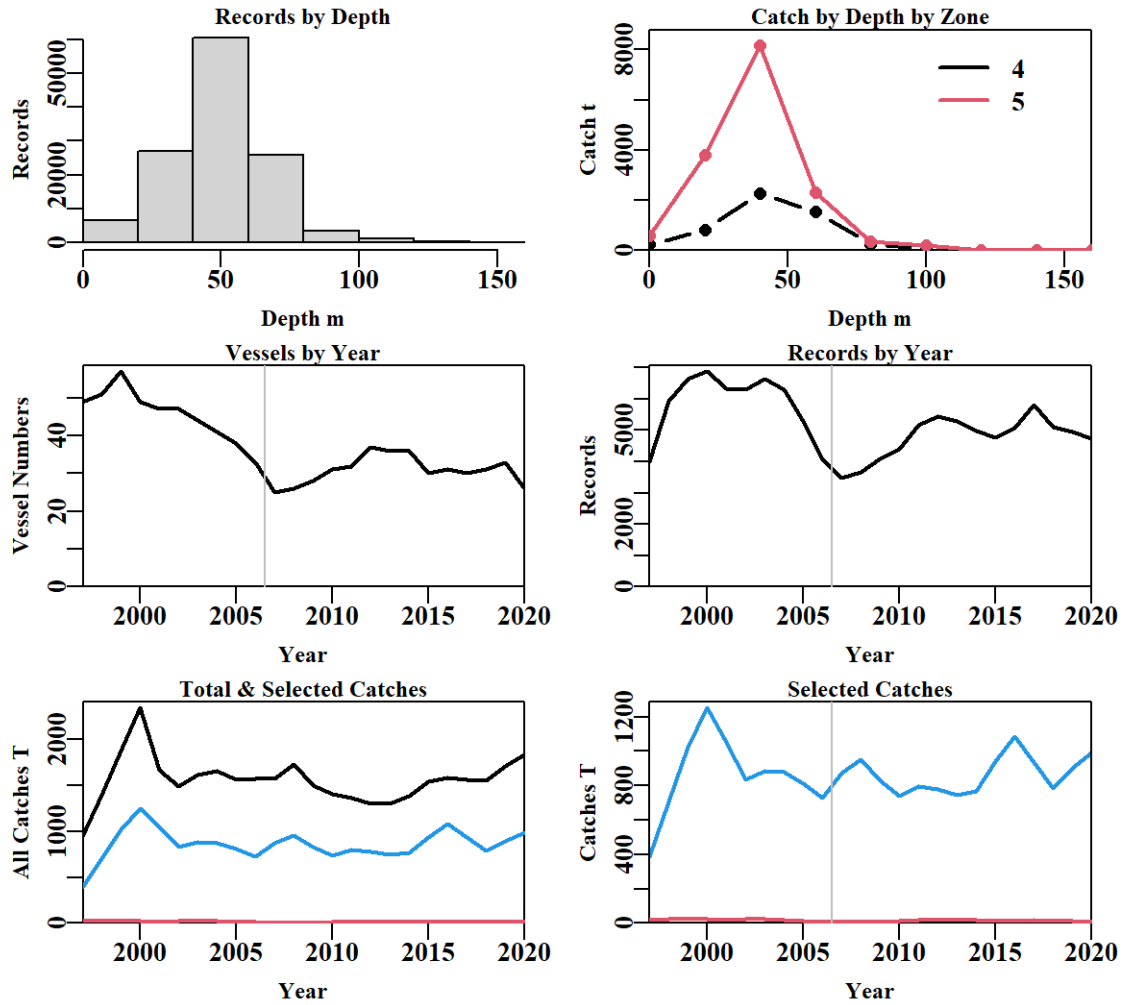 Records by Depth
Records
0
20000
50000
0
50
100
150
Depth m
Catch by Depth by Zone
Catch t
0
4000
8000
4
5
0
50
100
150
Depth m
Vessels by Year
Vessel Numbers
0
20
40
2000
2005
2010
2015
2020
Year
Records by Year
Records
0
2000
5000
2000
2005
2010
2015
2020
Year
Total & Selected Catches
All Catches T
0
1000
2000
2000
2005
2010
2015
2020
Year
Selected Catches
Catches T
0
400
800
1200
2000
2005
2010
2015
2020
Year